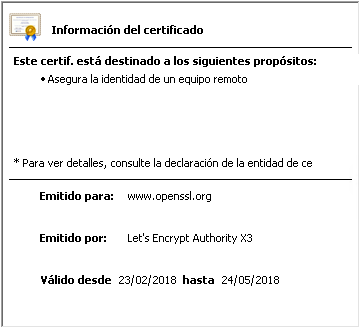 Información del certificado
Este certif. está destinado a los siguientes propósitos:
• Asegura la identidad de un equipo remoto
* Para ver detalles, consulte la declaración de la entidad de ce
Emitido para: www.openssl.org
Emitido por: Let's Encrypt Authority X3
Válido desde 23/02/2018 hasta 24/05/2018